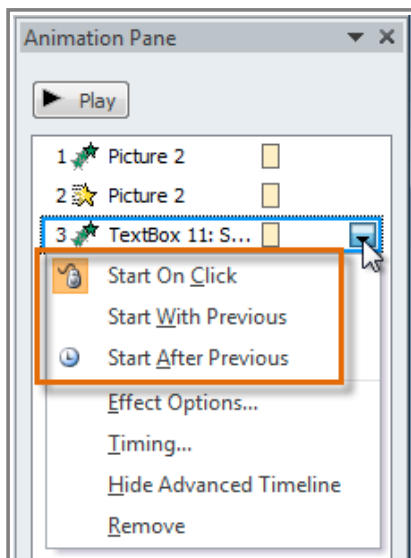 Animation Pane
Play
1 Picture 2
2 Picture 2
3 TextBox 11: S...
Start On Click
Start With Previous
Start After Previous
Effect Options...
Timing...
Hide Advanced Timeline
Remove